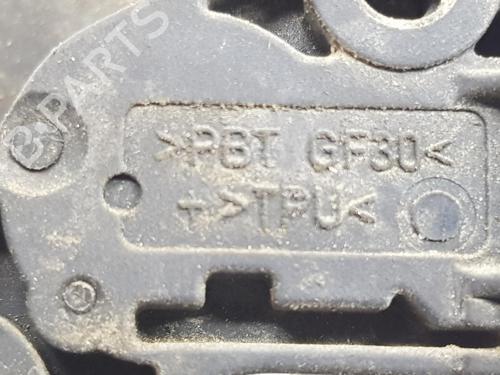 >PBT GF30<
+>TPU<
B-PARTS